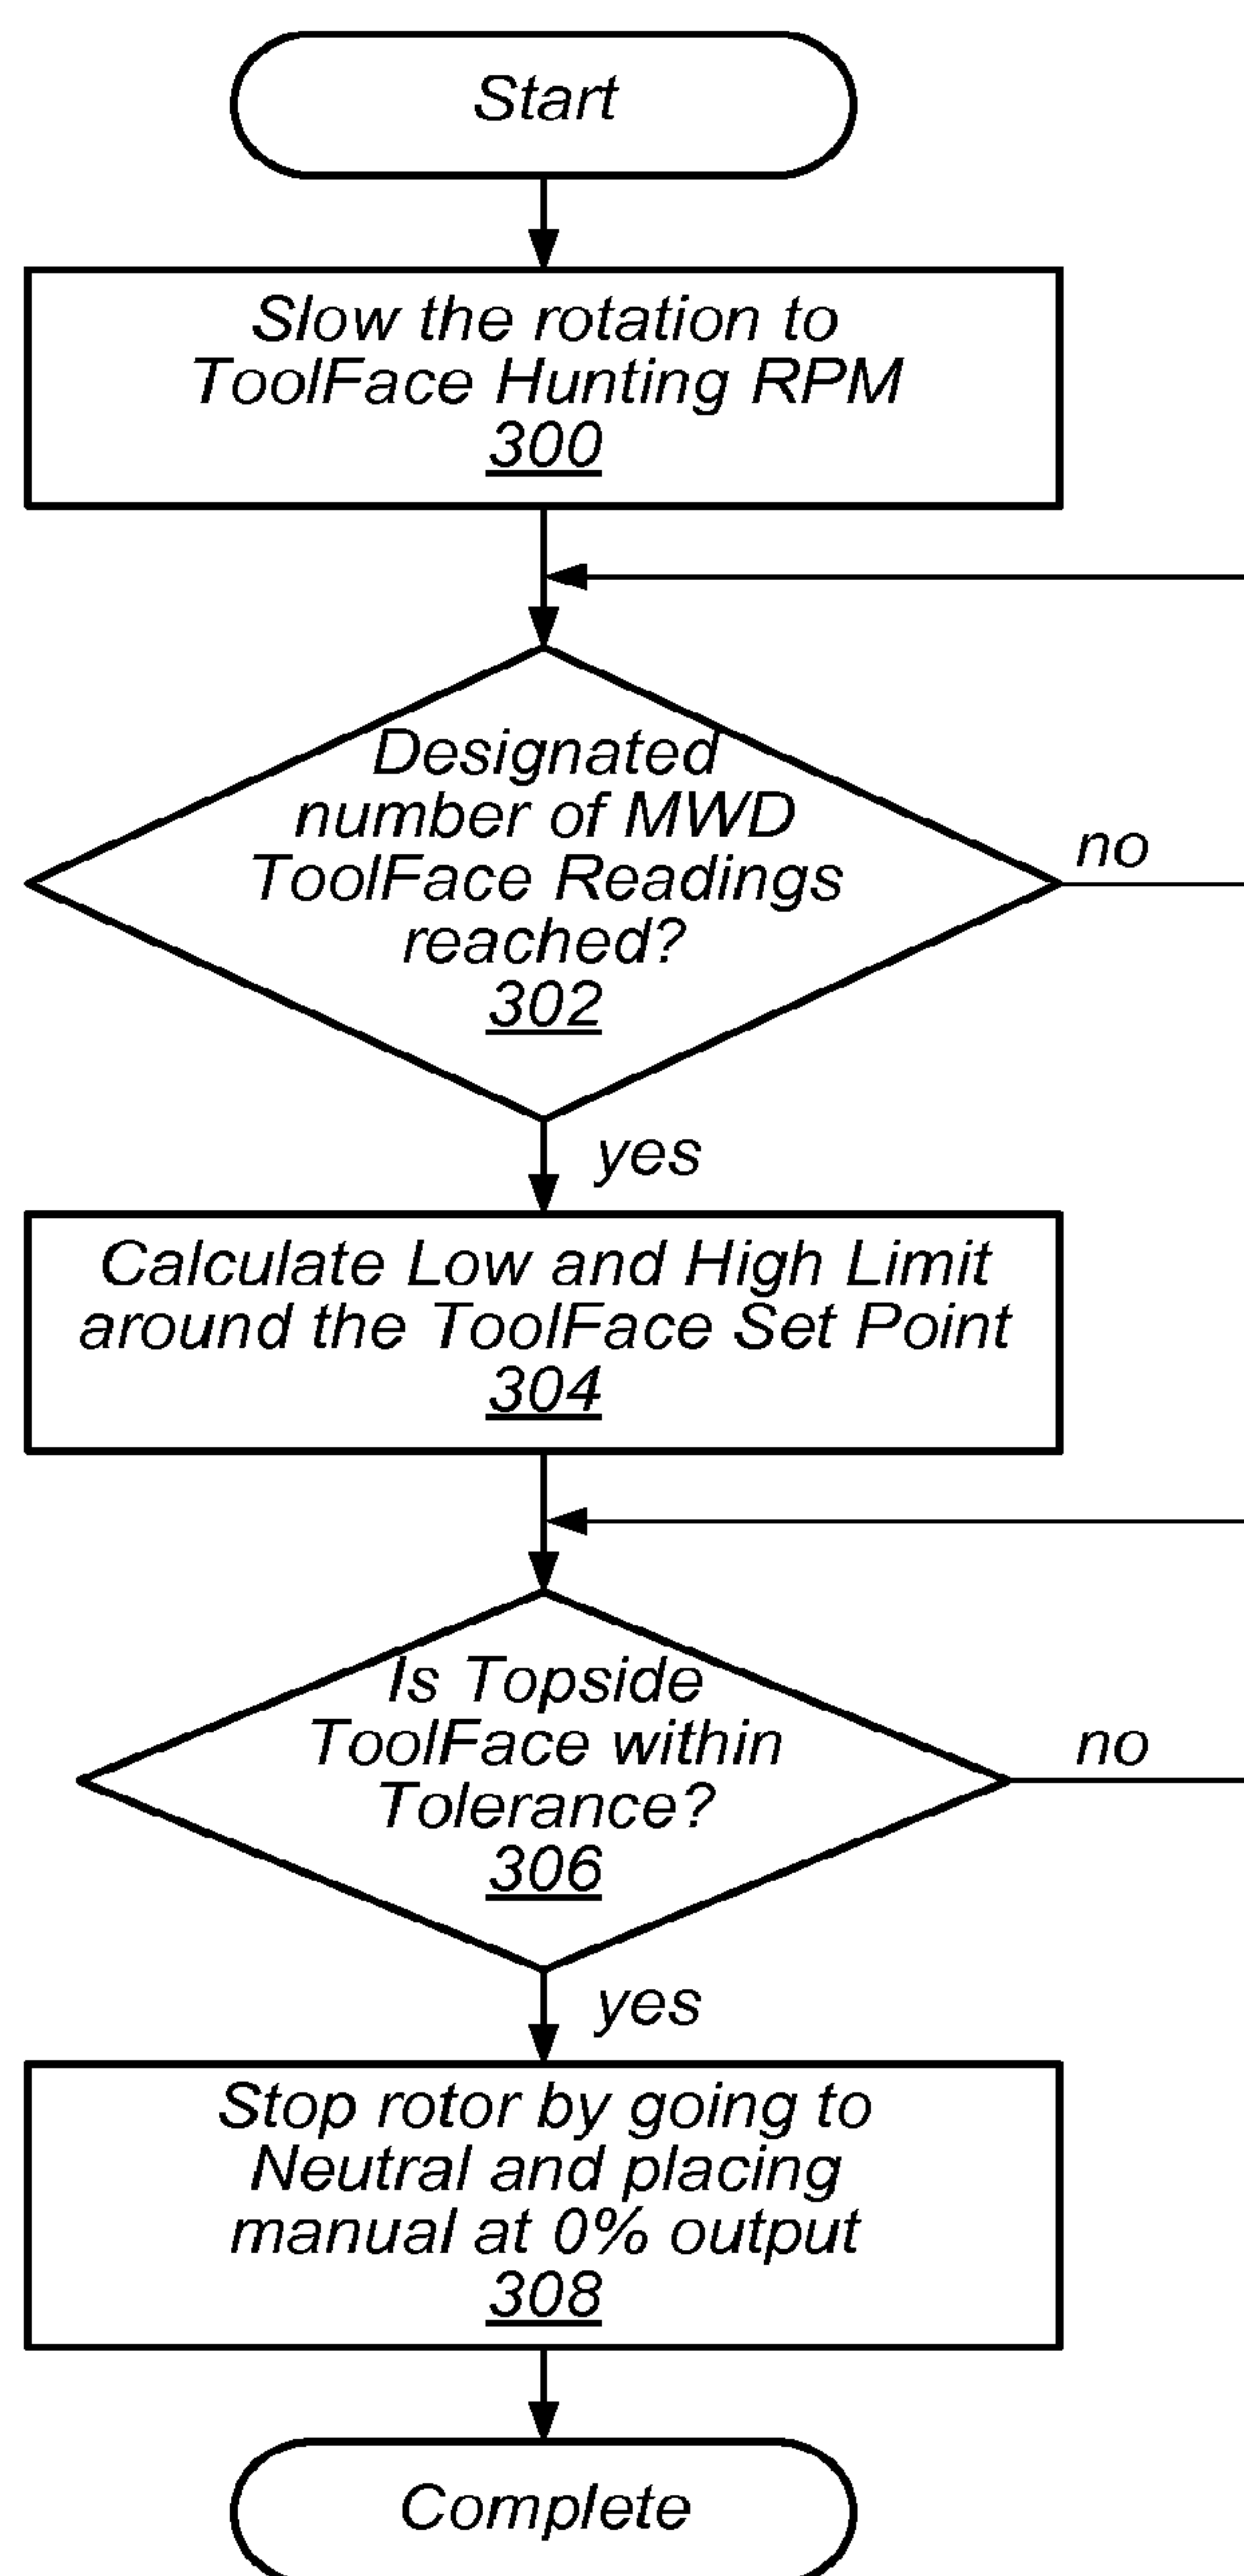 Start
Slow the rotation to
ToolFace Hunting RPM
300
Designated
number of MWD
ToolFace Readings
reached?
302
no
yes
Calculate Low and High Limit
around the ToolFace Set Point
304
Is Topside
ToolFace within
Tolerance?
306
no
yes
Stop rotor by going to
Neutral and placing
manual at 0% output
308
Complete